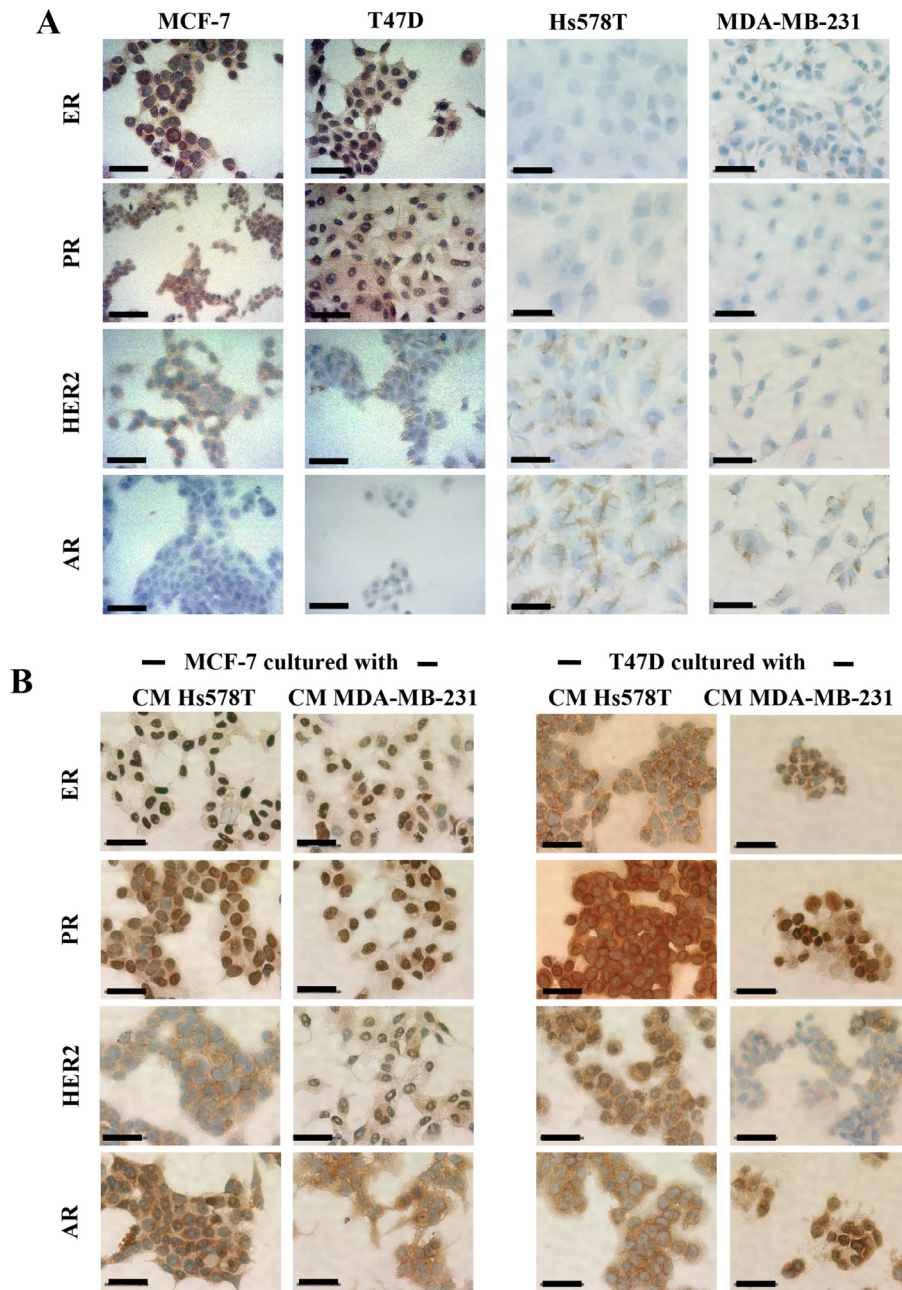 A
MCF-7 T47D Hs578T MDA-MB-231
ER
PR
HER2
AR
B
MCF-7 cultured with T47D cultured with
CM Hs578T CM MDA-MB-231 CM Hs578T CM MDA-MB-231
ER
PR
HER2
AR